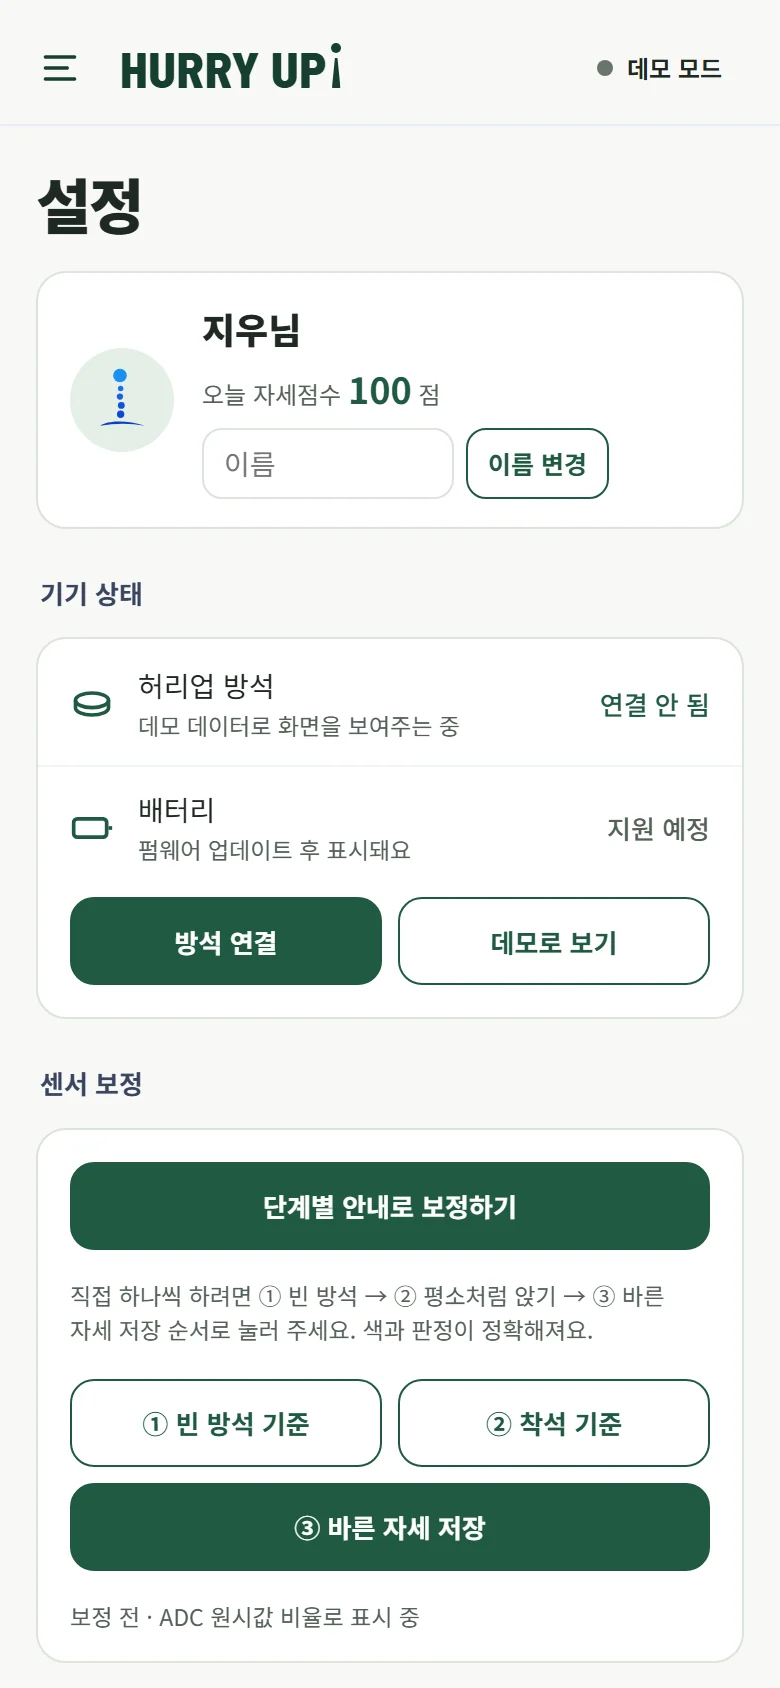 HURRY UP!
데모 모드
설정
지우님
오늘 자세점수 100 점
이름
이름 변경
기기 상태
허리업 방석
데모 데이터로 화면을 보여주는 중
연결 안 됨
배터리
펌웨어 업데이트 후 표시돼요
지원 예정
방석 연결
데모로 보기
센서 보정
단계별 안내로 보정하기
직접 하나씩 하려면 ① 빈 방석 → ② 평소처럼 앉기 → ③ 바른
자세 저장 순서로 눌러 주세요. 색과 판정이 정확해져요.
① 빈 방석 기준
② 착석 기준
③ 바른 자세 저장
보정 전 · ADC 원시값 비율로 표시 중